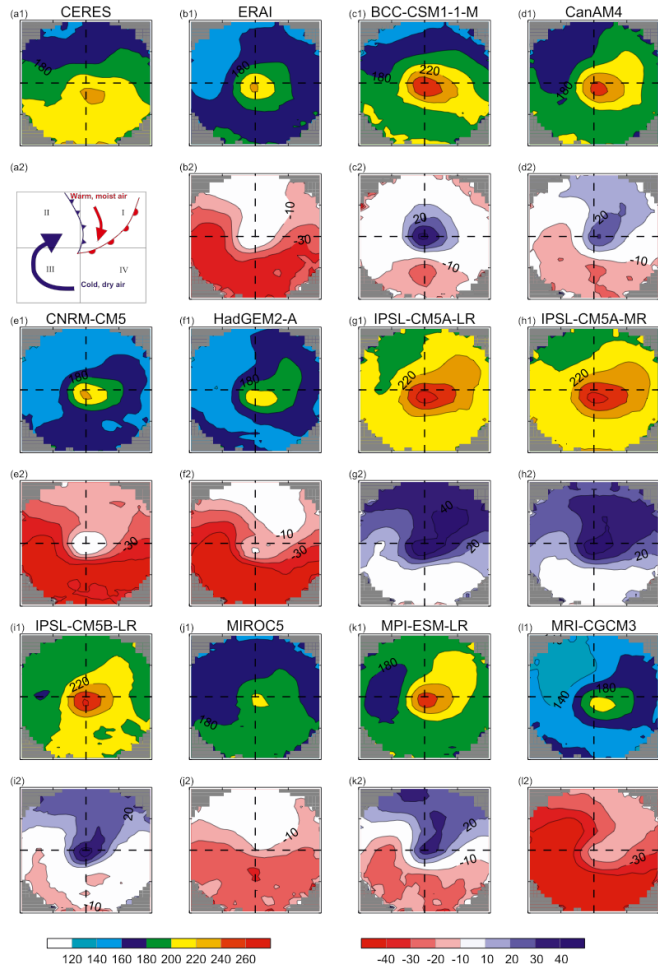 (a1) CERES (b1) ERAI (c1) BCC-CSM1-1-M (d1) CanAM4
180 180 220 180 180
(a2) (b2) (c2) (d2)
II Warm, moist air I -10 20 20
-30
III IV -10 -10
Cold, dry air
(e1) CNRM-CM5 (f1) HadGEM2-A (g1) IPSL-CM5A-LR (h1) IPSL-CM5A-MR
180 180 220 220
(e2) (f2) (g2) (h2)
-30 -10 -30 40 20 20
(i1) IPSL-CM5B-LR (j1) MIROC5 (k1) MPI-ESM-LR (l1) MRI-CGCM3
220 180 180 140 180
(i2) (j2) (k2) (l2)
20 -10 -10 20 -10 -30
120 140 160 180 200 220 240 260
-40 -30 -20 -10 10 20 30 40